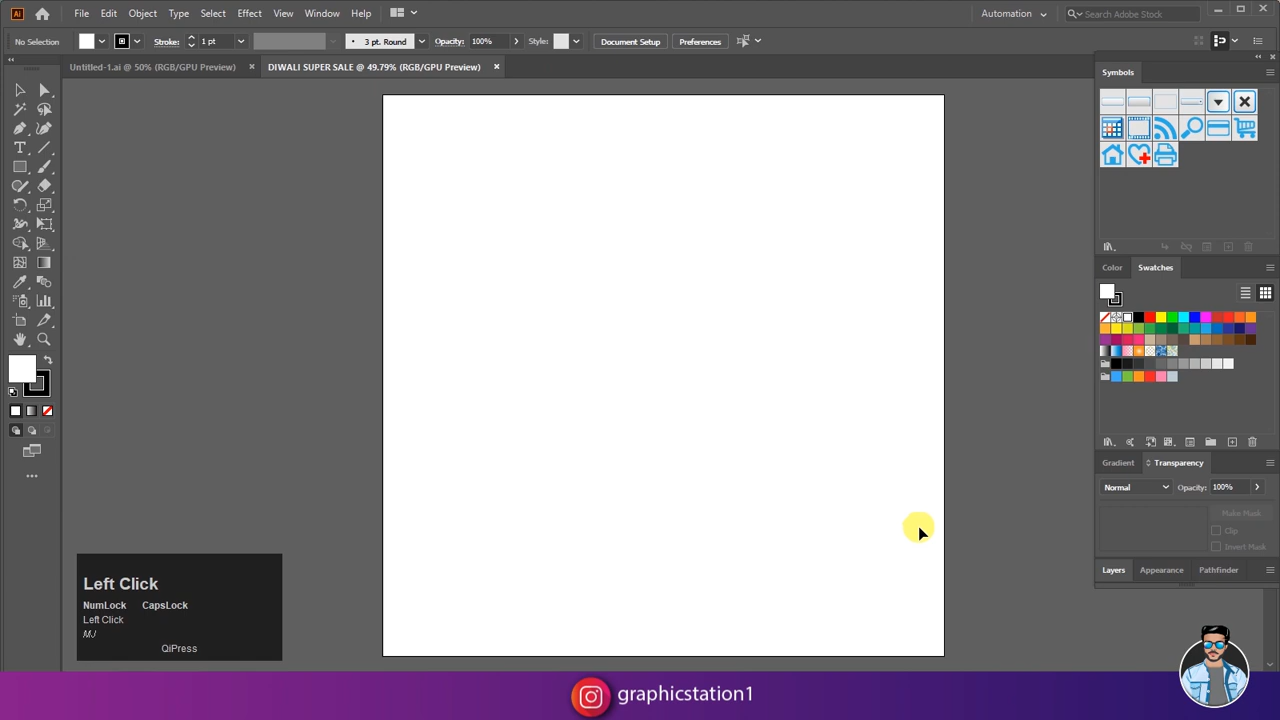 Ai File Edit Object Type Select Effect View Window Help Automation Search Adobe Stock
No Selection Stroke: 1 pt 3 pt. Round Opacity: 100% Style: Document Setup Preferences
Untitled-1.ai @ 50% (RGB/GPU Preview) × DIWALI SUPER SALE @ 49.79% (RGB/GPU Preview) ×
Symbols
Color Swatches
Gradient Transparency
Normal Opacity: 100%
Make Mask
Clip
Invert Mask
Layers Appearance Pathfinder
Left Click
NumLock CapsLock
Left Click
MJ
QiPress
graphicstation1